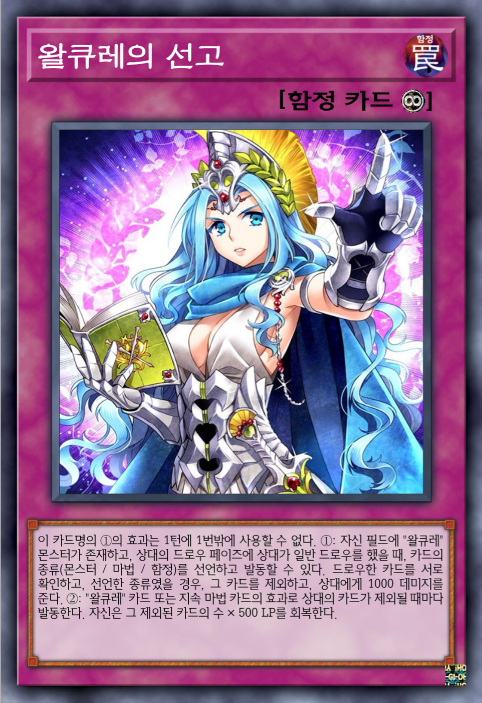 왈큐레의 선고
함정
罠
[함정 카드 ∞]
이 카드명의 ①의 효과는 1턴에 1번밖에 사용할 수 없다. ①: 자신 필드에 "왈큐레"
몬스터가 존재하고, 상대의 드로우 페이즈에 상대가 일반 드로우를 했을 때, 카드의
종류(몬스터 / 마법 / 함정)를 선언하고 발동할 수 있다. 드로우한 카드를 서로
확인하고, 선언한 종류였을 경우, 그 카드를 제외하고, 상대에게 1000 데미지를
준다. ②: "왈큐레" 카드 또는 지속 마법 카드의 효과로 상대의 카드가 제외될 때마다
발동한다. 자신은 그 제외된 카드의 수 × 500 LP를 회복한다.